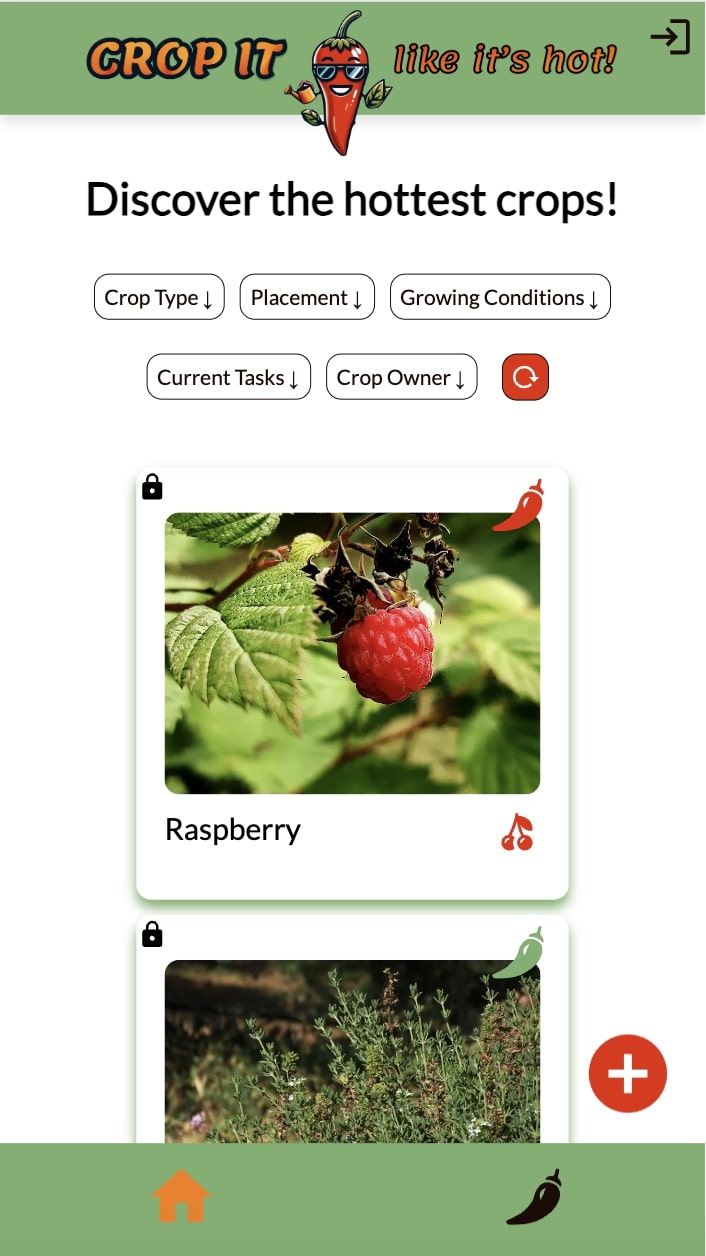 CROP IT like it's hot!
Discover the hottest crops!
Crop Type ↓ Placement ↓ Growing Conditions ↓
Current Tasks ↓ Crop Owner ↓
Raspberry